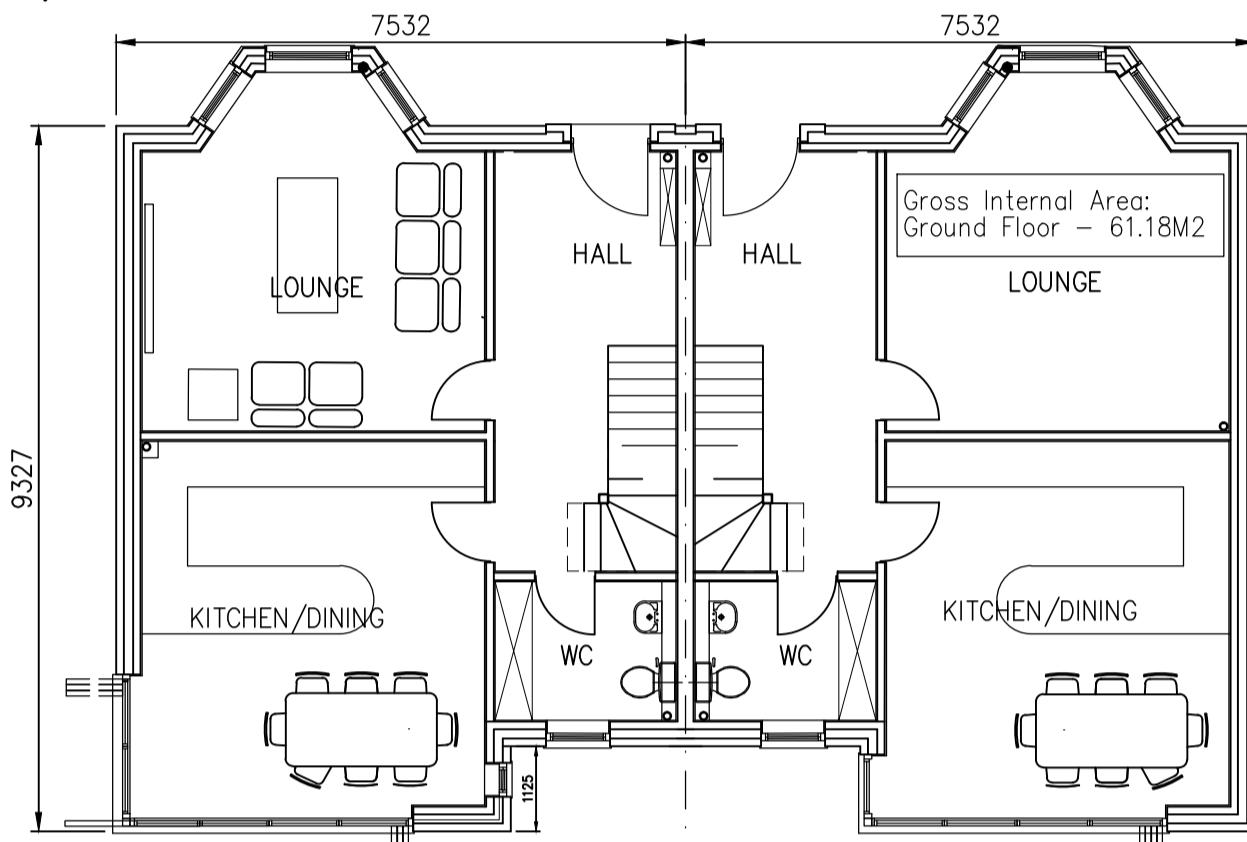 7532
7532
Gross Internal Area:
Ground Floor – 61.18M2
HALL
HALL
LOUNGE
LOUNGE
9327
KITCHEN/DINING
KITCHEN/DINING
WC
WC
1125